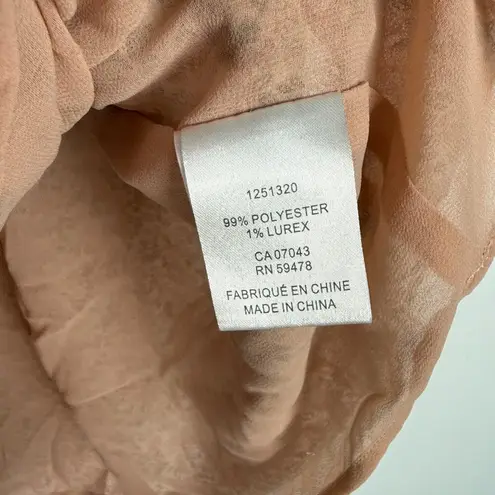 1251320
99% POLYESTER
1% LUREX
CA 07043
RN 59478
FABRIQUÉ EN CHINE
MADE IN CHINA